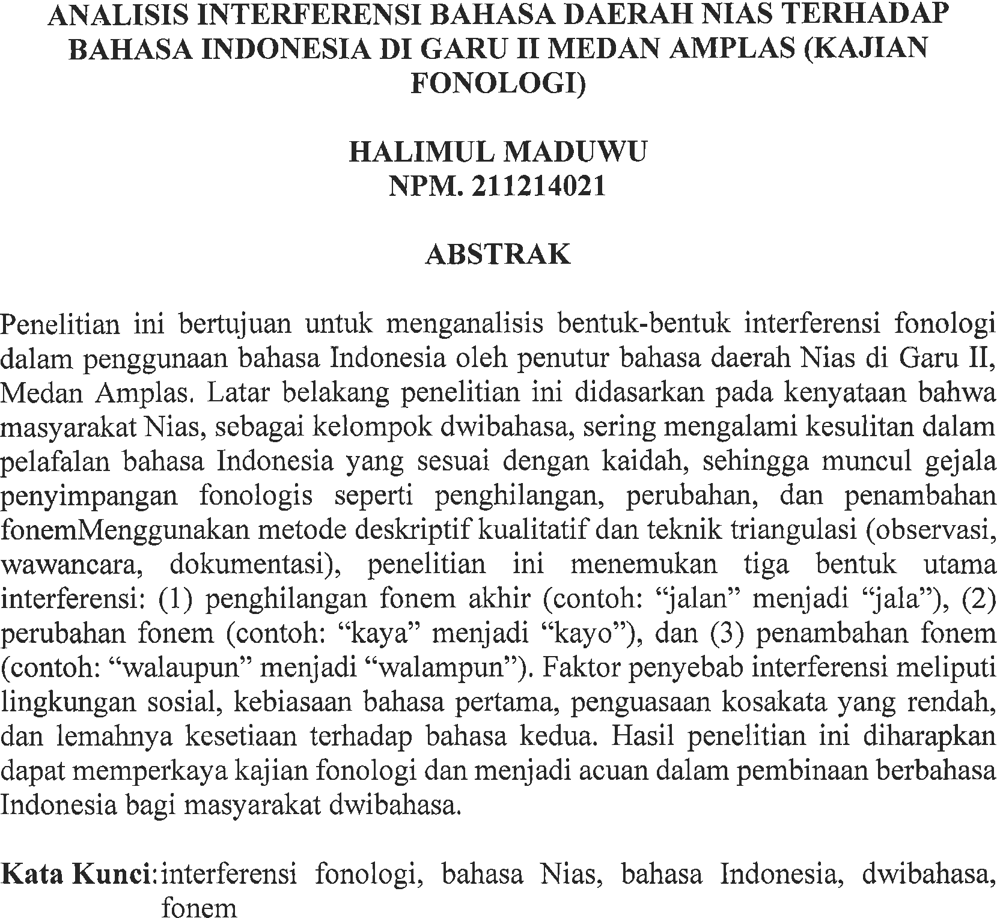 ANALISIS INTERFERENSI BAHASA DAERAH NIAS TERHADAP
BAHASA INDONESIA DI GARU II MEDAN AMPLAS (KAJIAN
FONOLOGI)
HALIMUL MADUWU
NPM. 211214021
ABSTRAK
Penelitian ini bertujuan untuk menganalisis bentuk-bentuk interferensi fonologi
dalam penggunaan bahasa Indonesia oleh penutur bahasa daerah Nias di Garu II,
Medan Amplas. Latar belakang penelitian ini didasarkan pada kenyataan bahwa
masyarakat Nias, sebagai kelompok dwibahasa, sering mengalami kesulitan dalam
pelafalan bahasa Indonesia yang sesuai dengan kaidah, sehingga muncul gejala
penyimpangan fonologis seperti penghilangan, perubahan, dan penambahan
fonemMenggunakan metode deskriptif kualitatif dan teknik triangulasi (observasi,
wawancara, dokumentasi), penelitian ini menemukan tiga bentuk utama
interferensi: (1) penghilangan fonem akhir (contoh: “jalan” menjadi “jala”), (2)
perubahan fonem (contoh: “kaya” menjadi “kayo”), dan (3) penambahan fonem
(contoh: “walaupun” menjadi “walampun”). Faktor penyebab interferensi meliputi
lingkungan sosial, kebiasaan bahasa pertama, penguasaan kosakata yang rendah,
dan lemahnya kesetiaan terhadap bahasa kedua. Hasil penelitian ini diharapkan
dapat memperkaya kajian fonologi dan menjadi acuan dalam pembinaan berbahasa
Indonesia bagi masyarakat dwibahasa.
Kata Kunci: interferensi fonologi, bahasa Nias, bahasa Indonesia, dwibahasa,
fonem